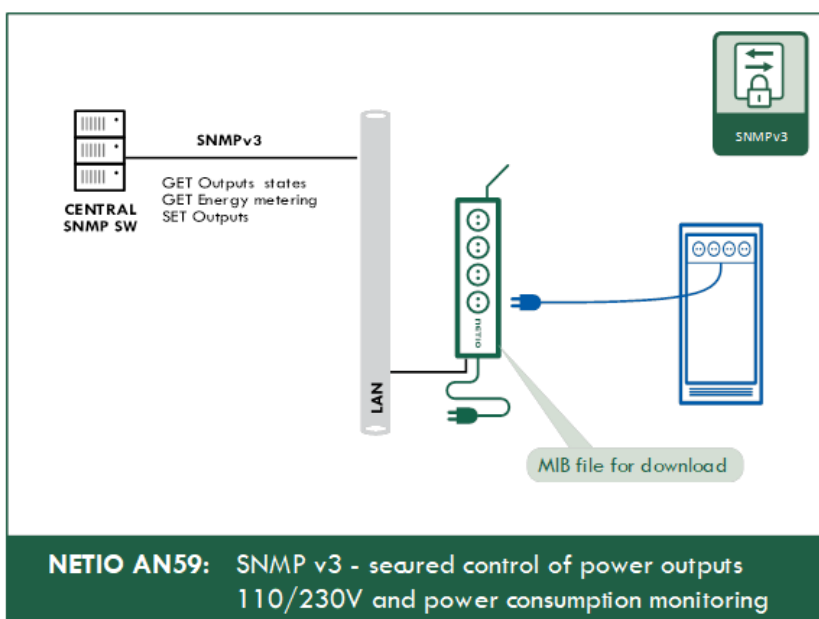 SNMPv3
SNMPv3
GET Outputs states
GET Energy metering
SET Outputs
CENTRAL
SNMP SW
NETIO
LAN
MIB file for download
NETIO AN59: SNMP v3 - secured control of power outputs
110/230V and power consumption monitoring